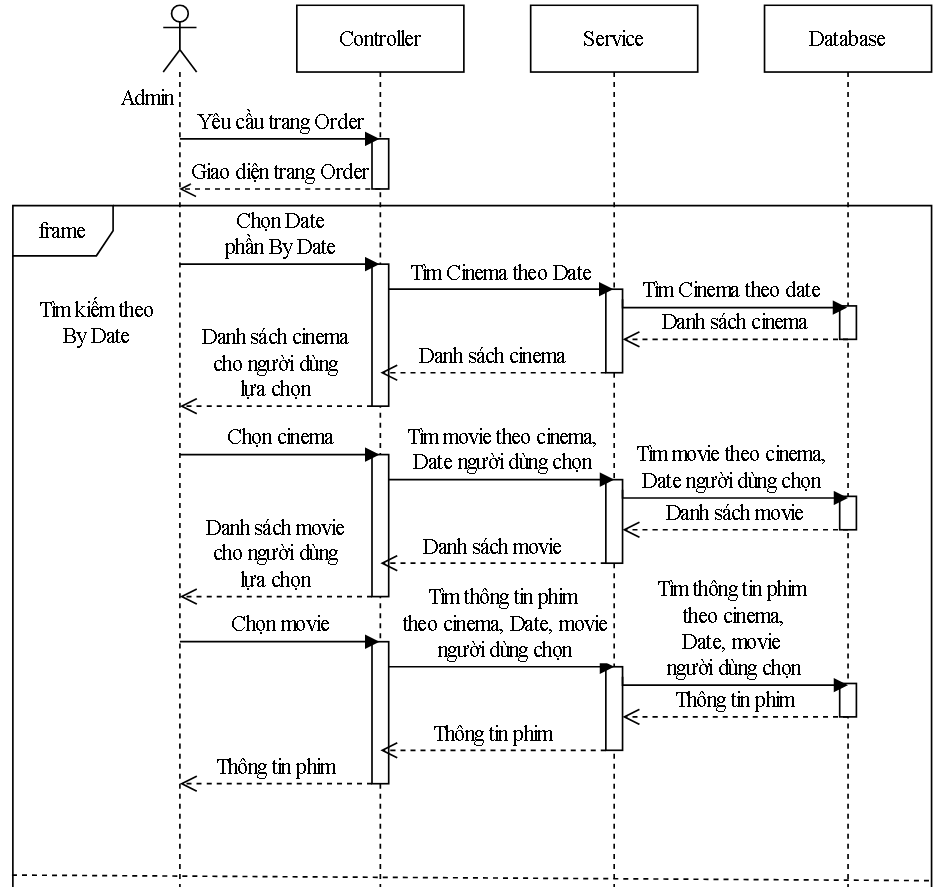 Controller
Service
Database
Admin
Yêu cầu trang Order
Giao diện trang Order
frame
Chọn Date
phần By Date
Tìm Cinema theo Date
Tìm Cinema theo date
Tìm kiếm theo
By Date
Danh sách cinema
Danh sách cinema
Danh sách cinema
cho người dùng
lựa chọn
Chọn cinema
Tìm movie theo cinema,
Date người dùng chọn
Tìm movie theo cinema,
Date người dùng chọn
Danh sách movie
Danh sách movie
Danh sách movie
cho người dùng
lựa chọn
Chọn movie
Tìm thông tin phim
theo cinema, Date, movie
người dùng chọn
Tìm thông tin phim
theo cinema,
Date, movie
người dùng chọn
Thông tin phim
Thông tin phim
Thông tin phim